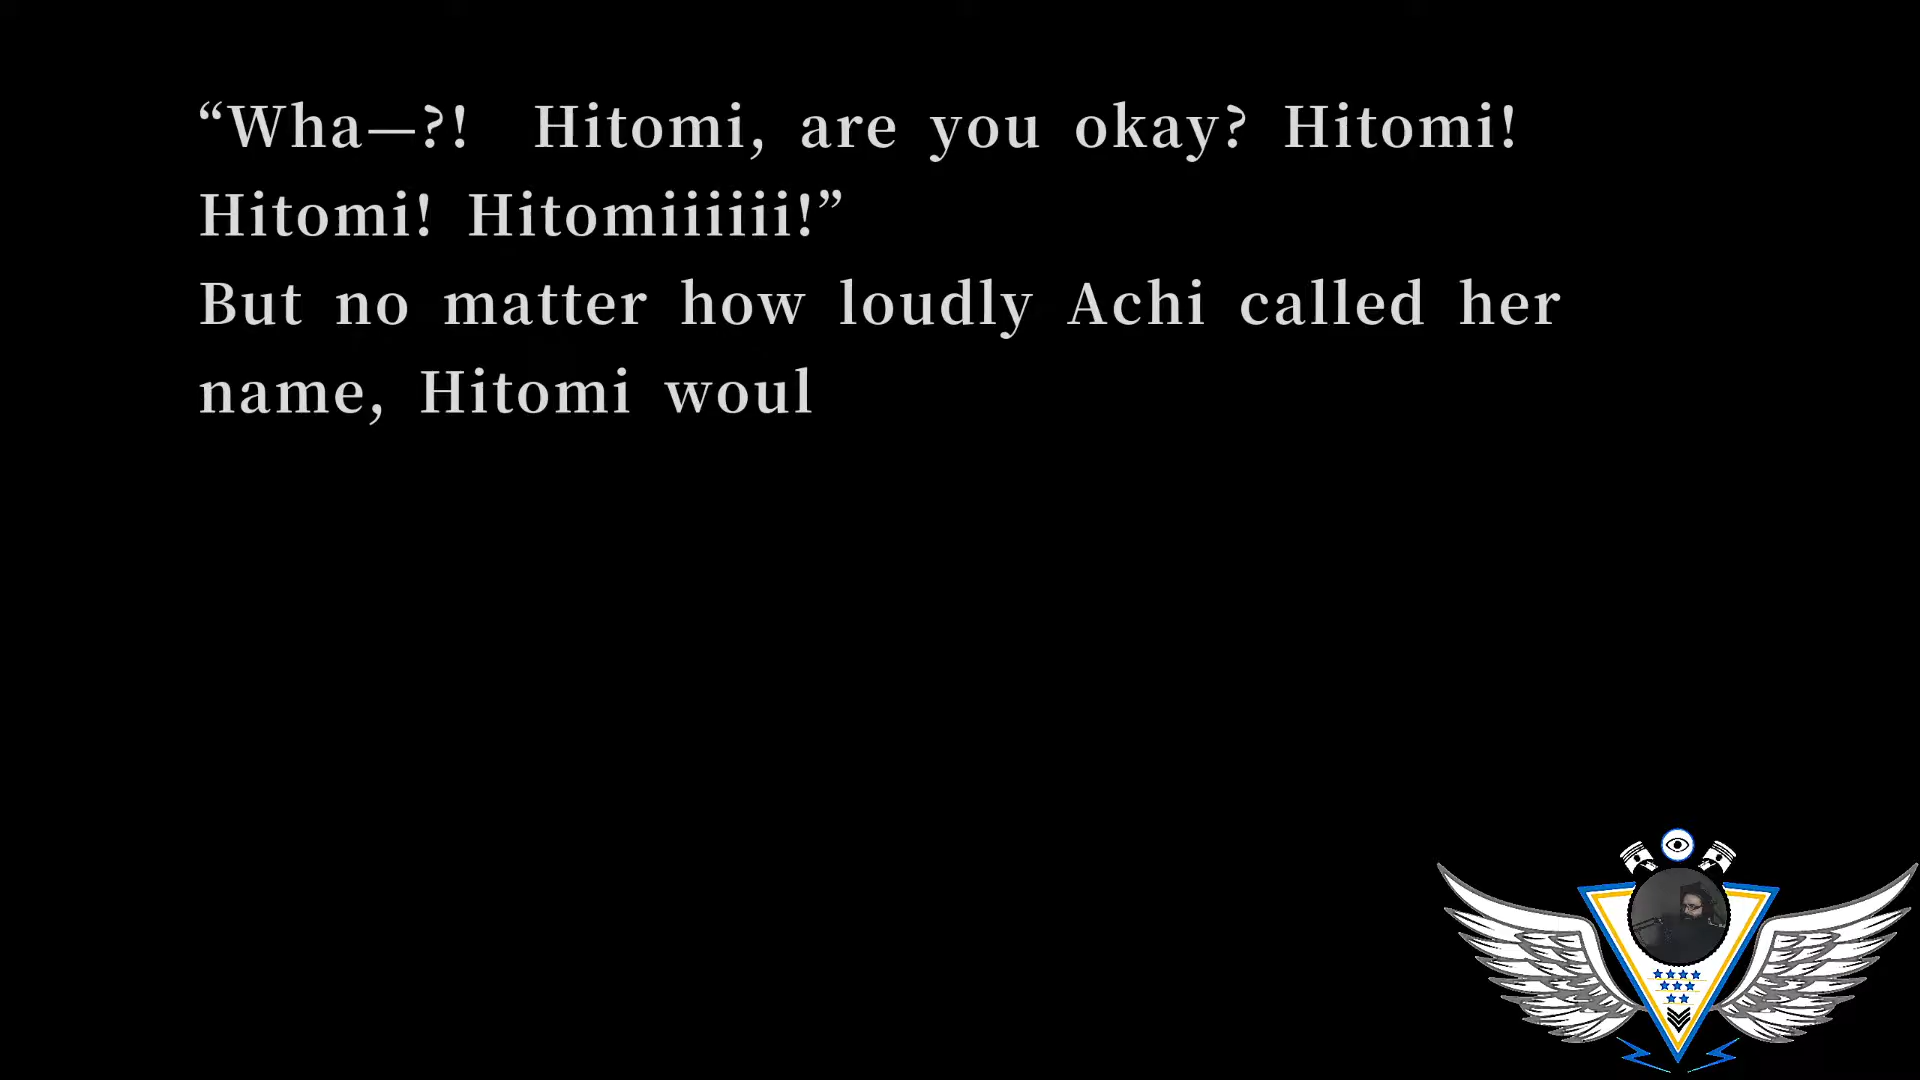 “Wha—?!  Hitomi, are you okay? Hitomi!
Hitomi! Hitomiiiiii!”
But no matter how loudly Achi called her
name, Hitomi woul